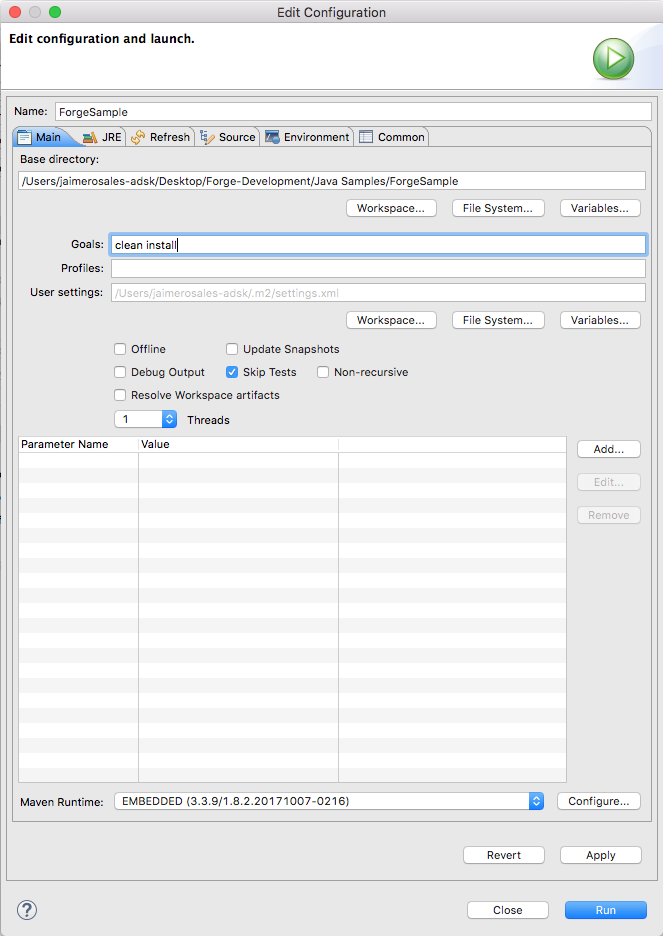 Edit Configuration
Edit configuration and launch.
Name: ForgeSample
Main JRE Refresh Source Environment Common
Base directory:
/Users/jaimerosales-adsk/Desktop/Forge-Development/Java Samples/ForgeSample
Workspace... File System... Variables...
Goals: clean install
Profiles:
User settings: /Users/jaimerosales-adsk/.m2/settings.xml
Workspace... File System... Variables...
Offline Update Snapshots
Debug Output Skip Tests Non-recursive
Resolve Workspace artifacts
1 Threads
Parameter Name Value
Add...
Edit...
Remove
Maven Runtime: EMBEDDED (3.3.9/1.8.2.20171007-0216) Configure...
Revert Apply
? Close Run